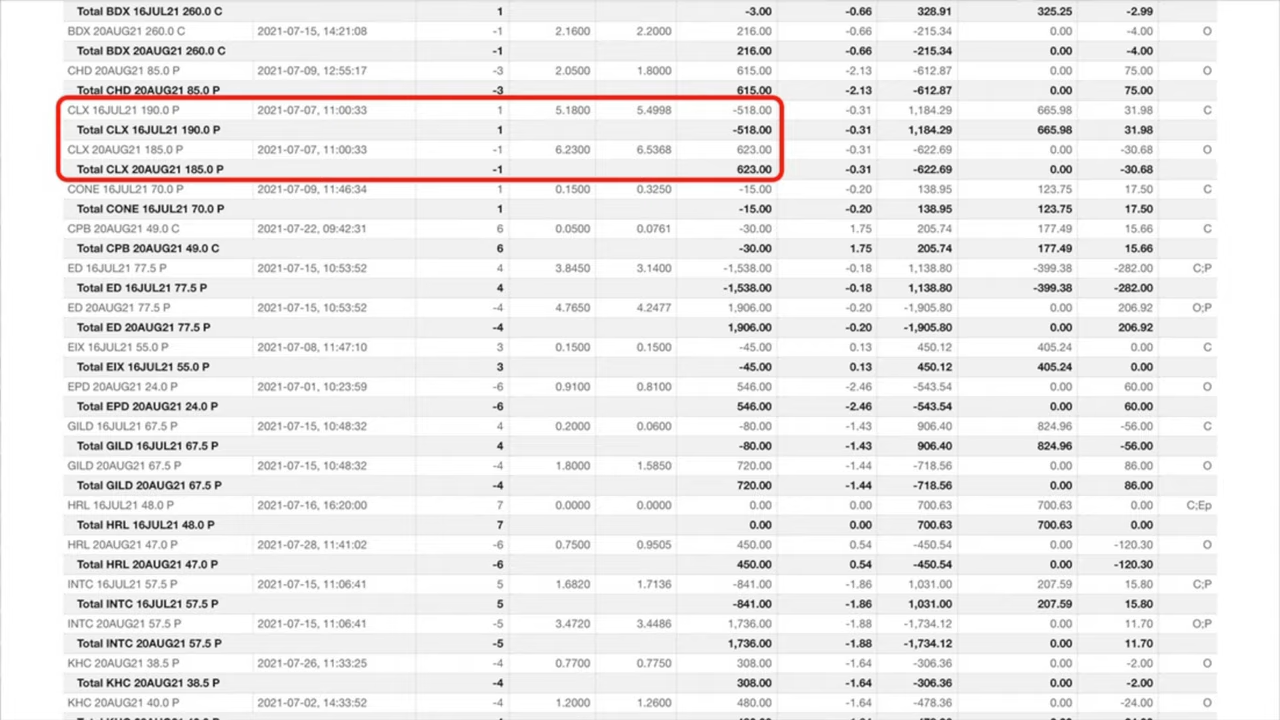 Total BDX 16JUL21 260.0 C 1 -3.00 -0.66 328.91 325.25 -2.99
BDX 20AUG21 260.0 C 2021-07-15, 14:21:08 -1 2.1600 2.2000 216.00 -0.66 -215.34 0.00 -4.00 O
Total BDX 20AUG21 260.0 C -1 216.00 -0.66 -215.34 0.00 -4.00
CHD 20AUG21 85.0 P 2021-07-09, 12:55:17 -3 2.0500 1.8000 615.00 -2.13 -612.87 0.00 75.00 O
Total CHD 20AUG21 85.0 P -3 615.00 -2.13 -612.87 0.00 75.00
CLX 16JUL21 190.0 P 2021-07-07, 11:00:33 1 5.1800 5.4998 -518.00 -0.31 1,184.29 665.98 31.98 C
Total CLX 16JUL21 190.0 P 1 -518.00 -0.31 1,184.29 665.98 31.98
CLX 20AUG21 185.0 P 2021-07-07, 11:00:33 -1 6.2300 6.5368 623.00 -0.31 -622.69 0.00 -30.68 O
Total CLX 20AUG21 185.0 P -1 623.00 -0.31 -622.69 0.00 -30.68
CONE 16JUL21 70.0 P 2021-07-09, 11:46:34 1 0.1500 0.3250 -15.00 -0.20 138.95 123.75 17.50 C
Total CONE 16JUL21 70.0 P 1 -15.00 -0.20 138.95 123.75 17.50
CPB 20AUG21 49.0 C 2021-07-22, 09:42:31 6 0.0500 0.0761 -30.00 1.75 205.74 177.49 15.66 C
Total CPB 20AUG21 49.0 C 6 -30.00 1.75 205.74 177.49 15.66
ED 16JUL21 77.5 P 2021-07-15, 10:53:52 4 3.8450 3.1400 -1,538.00 -0.18 1,138.80 -399.38 -282.00 C;P
Total ED 16JUL21 77.5 P 4 -1,538.00 -0.18 1,138.80 -399.38 -282.00
ED 20AUG21 77.5 P 2021-07-15, 10:53:52 -4 4.7650 4.2477 1,906.00 -0.20 -1,905.80 0.00 206.92 O;P
Total ED 20AUG21 77.5 P -4 1,906.00 -0.20 -1,905.80 0.00 206.92
EIX 16JUL21 55.0 P 2021-07-08, 11:47:10 3 0.1500 0.1500 -45.00 0.13 450.12 405.24 0.00 C
Total EIX 16JUL21 55.0 P 3 -45.00 0.13 450.12 405.24 0.00
EPD 20AUG21 24.0 P 2021-07-01, 10:23:59 -6 0.9100 0.8100 546.00 -2.46 -543.54 0.00 60.00 O
Total EPD 20AUG21 24.0 P -6 546.00 -2.46 -543.54 0.00 60.00
GILD 16JUL21 67.5 P 2021-07-15, 10:48:32 4 0.2000 0.0600 -80.00 -1.43 906.40 824.96 -56.00 C
Total GILD 16JUL21 67.5 P 4 -80.00 -1.43 906.40 824.96 -56.00
GILD 20AUG21 67.5 P 2021-07-15, 10:48:32 -4 1.8000 1.5850 720.00 -1.44 -718.56 0.00 86.00 O
Total GILD 20AUG21 67.5 P -4 720.00 -1.44 -718.56 0.00 86.00
HRL 16JUL21 48.0 P 2021-07-16, 16:20:00 7 0.0000 0.0000 0.00 0.00 700.63 700.63 0.00 C;Ep
Total HRL 16JUL21 48.0 P 7 0.00 0.00 700.63 700.63 0.00
HRL 20AUG21 47.0 P 2021-07-28, 11:41:02 -6 0.7500 0.9505 450.00 0.54 -450.54 0.00 -120.30 O
Total HRL 20AUG21 47.0 P -6 450.00 0.54 -450.54 0.00 -120.30
INTC 16JUL21 57.5 P 2021-07-15, 11:06:41 5 1.6820 1.7136 -841.00 -1.86 1,031.00 207.59 15.80 C;P
Total INTC 16JUL21 57.5 P 5 -841.00 -1.86 1,031.00 207.59 15.80
INTC 20AUG21 57.5 P 2021-07-15, 11:06:41 -5 3.4720 3.4486 1,736.00 -1.88 -1,734.12 0.00 11.70 O;P
Total INTC 20AUG21 57.5 P -5 1,736.00 -1.88 -1,734.12 0.00 11.70
KHC 20AUG21 38.5 P 2021-07-26, 11:33:25 -4 0.7700 0.7750 308.00 -1.64 -306.36 0.00 -2.00 O
Total KHC 20AUG21 38.5 P -4 308.00 -1.64 -306.36 0.00 -2.00
KHC 20AUG21 40.0 P 2021-07-02, 14:33:52 -4 1.2000 1.2600 480.00 -1.64 -478.36 0.00 -24.00 O